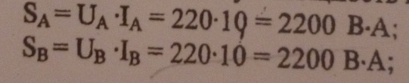 S_A = U_A · I_A = 220 · 10 = 2200 В·А;
S_B = U_B · I_B = 220 · 10 = 2200 В·А;